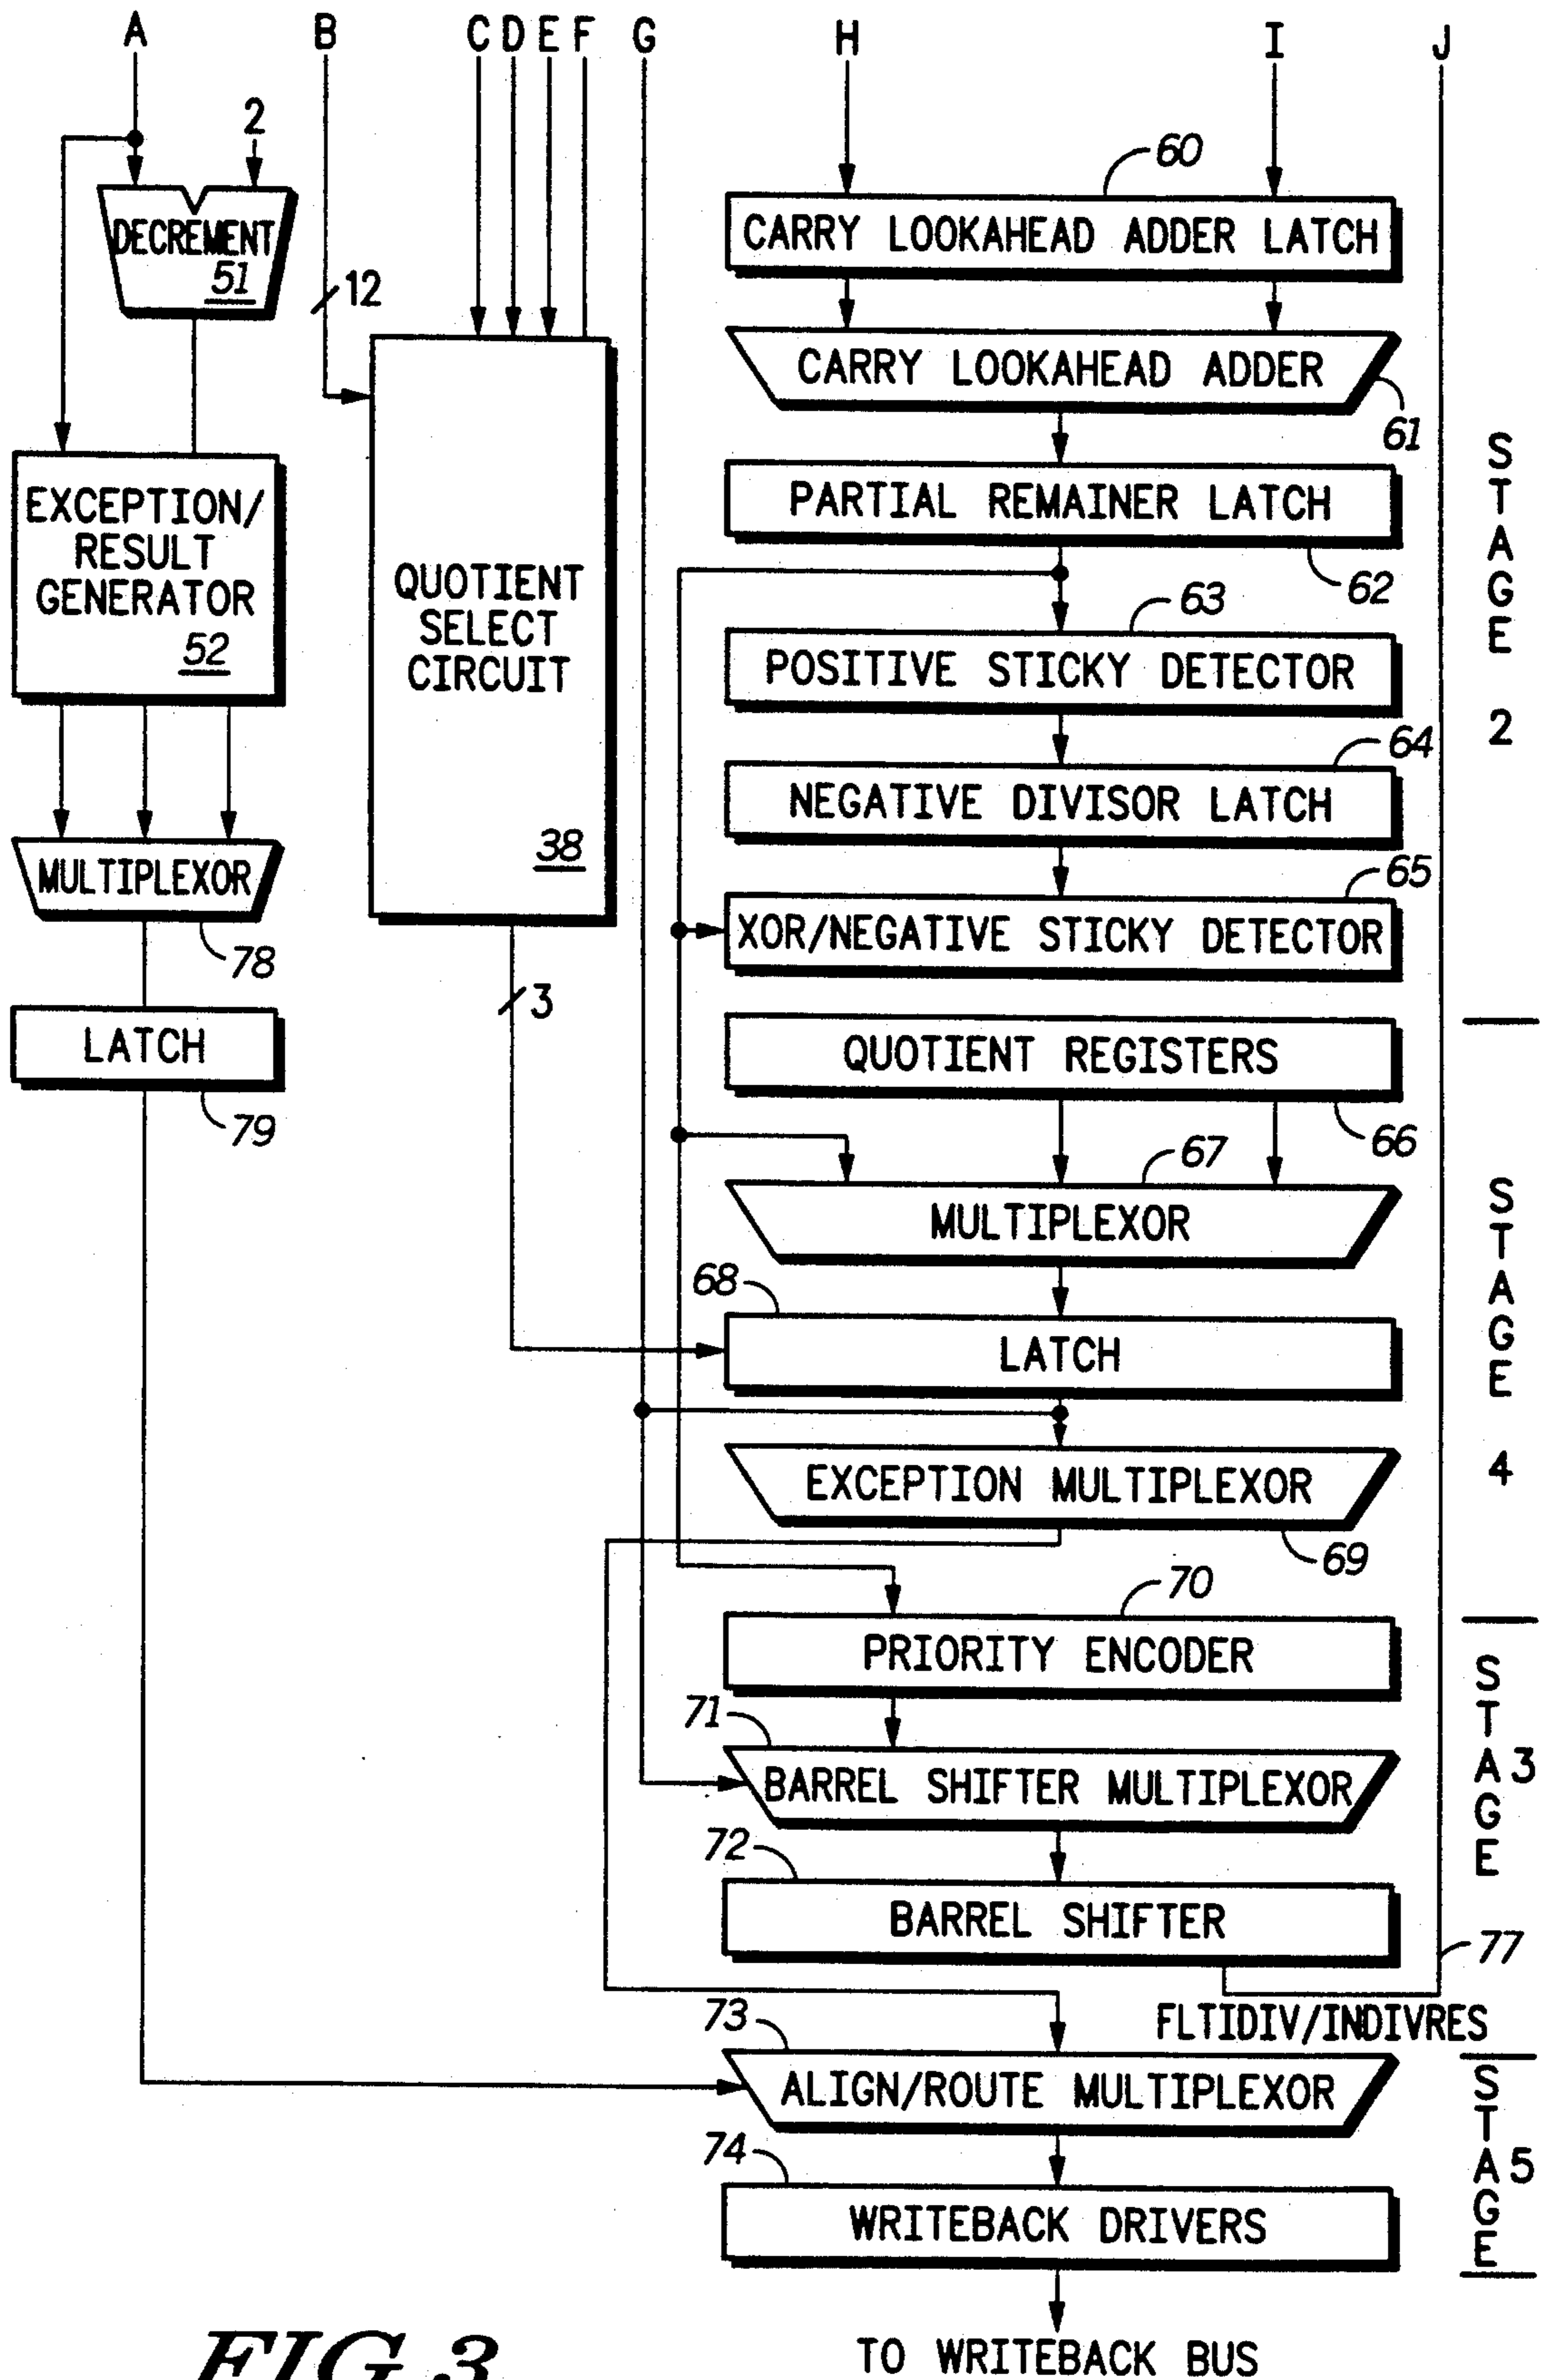 A B C D E F G H I J
2
DECREMENT
51
12
60
CARRY LOOKAHEAD ADDER LATCH
CARRY LOOKAHEAD ADDER
61
EXCEPTION/
RESULT
GENERATOR
52
QUOTIENT
SELECT
CIRCUIT
38
PARTIAL REMAINER LATCH
62
63
POSITIVE STICKY DETECTOR
64
NEGATIVE DIVISOR LATCH
65
XOR/NEGATIVE STICKY DETECTOR
STAGE 2
MULTIPLEXOR
78
LATCH
79
3
QUOTIENT REGISTERS
66
67
MULTIPLEXOR
68
LATCH
EXCEPTION MULTIPLEXOR
69
STAGE 4
70
PRIORITY ENCODER
71
BARREL SHIFTER MULTIPLEXOR
72
BARREL SHIFTER
STAGE 3
77
FLTIDIV/INDIVRES
73
ALIGN/ROUTE MULTIPLEXOR
74
WRITEBACK DRIVERS
STAGE 5
TO WRITEBACK BUS
FIG.3